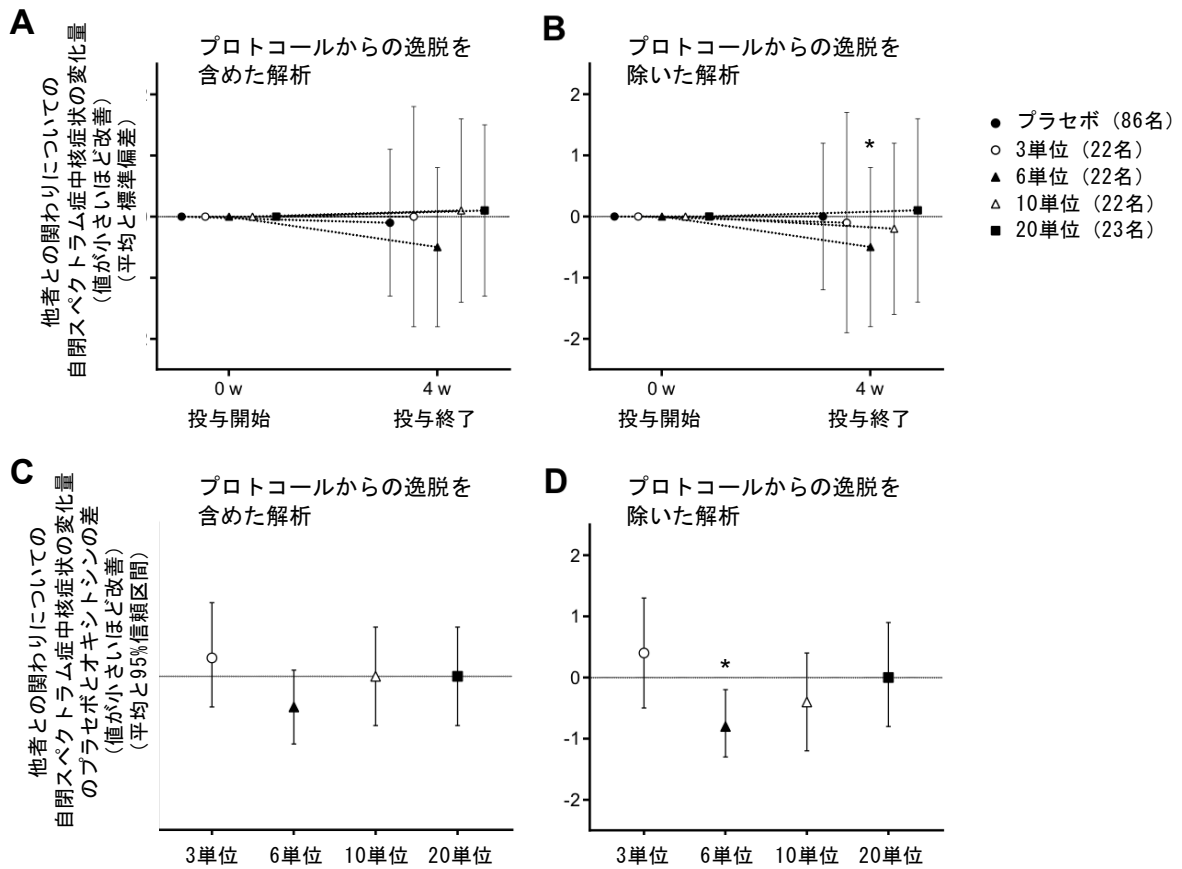 A
他者との関わりについての
自閉スペクトラム症中核症状の変化量
（値が小さいほど改善）
（平均と標準偏差）
プロトコールからの逸脱を
含めた解析
0 w
4 w
投与開始
投与終了
B
プロトコールからの逸脱を
除いた解析
2
1
*
0
-1
-2
0 w
4 w
投与開始
投与終了
プラセボ（86名）
3単位（22名）
6単位（22名）
10単位（22名）
20単位（23名）
C
他者との関わりについての
自閉スペクトラム症中核症状の変化量
のプラセボとオキシトシンの差
（値が小さいほど改善）
（平均と95%信頼区間）
プロトコールからの逸脱を
含めた解析
3単位
6単位
10単位
20単位
D
プロトコールからの逸脱を
除いた解析
2
1
*
0
-1
-2
3単位
6単位
10単位
20単位